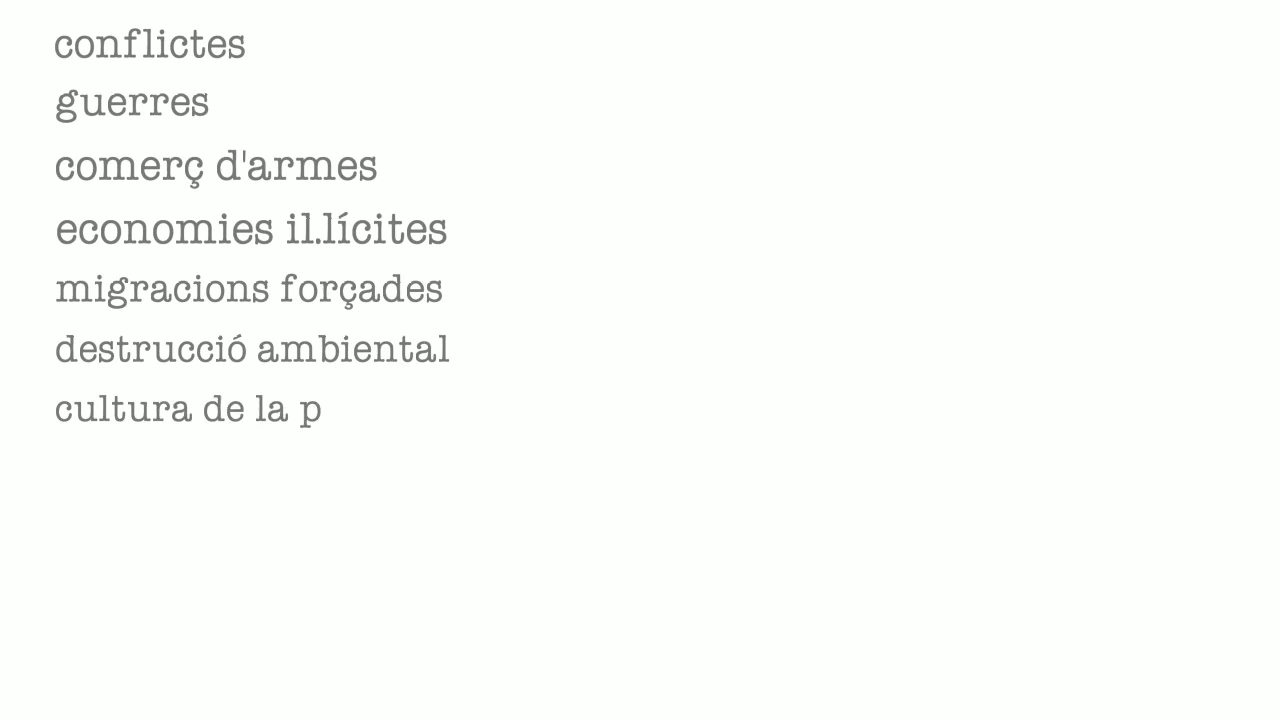 conflictes
guerres
comerç d'armes
economies il.lícites
migracions forçades
destrucció ambiental
cultura de la p